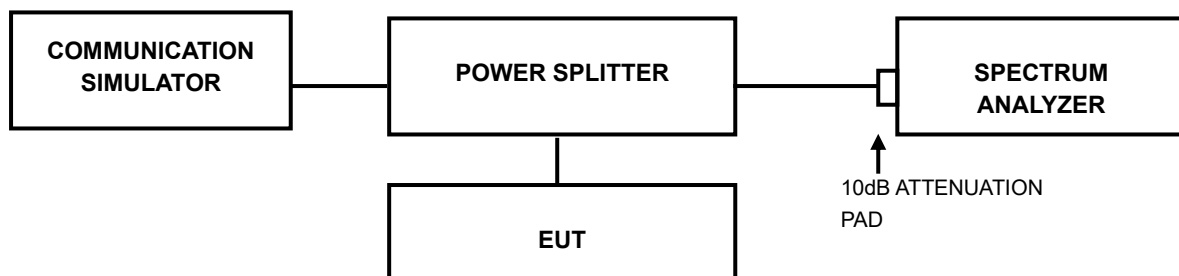 COMMUNICATION
SIMULATOR
POWER SPLITTER
SPECTRUM
ANALYZER
10dB ATTENUATION
PAD
EUT